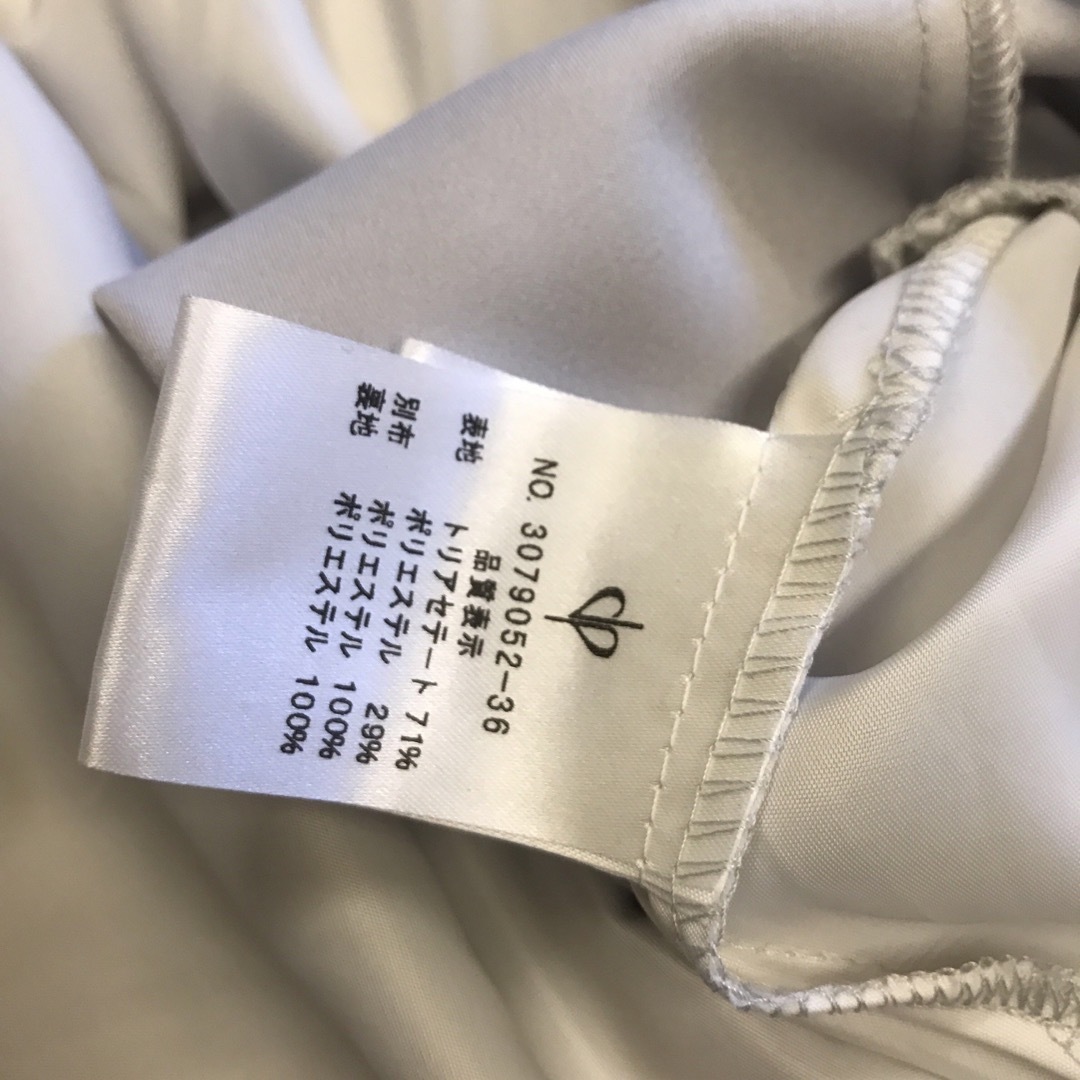 NO. 3079052-36
品質表示
表地 トリアセテート 71%
ポリエステル 29%
別布 ポリエステル 100%
裏地 ポリエステル 100%